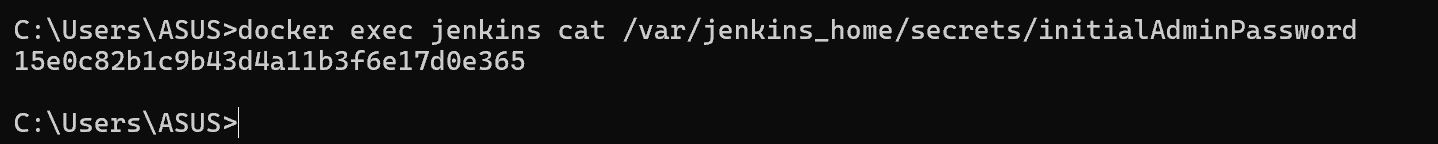 C:\Users\ASUS>docker exec jenkins cat /var/jenkins_home/secrets/initialAdminPassword
15e0c82b1c9b43d4a11b3f6e17d0e365
C:\Users\ASUS>